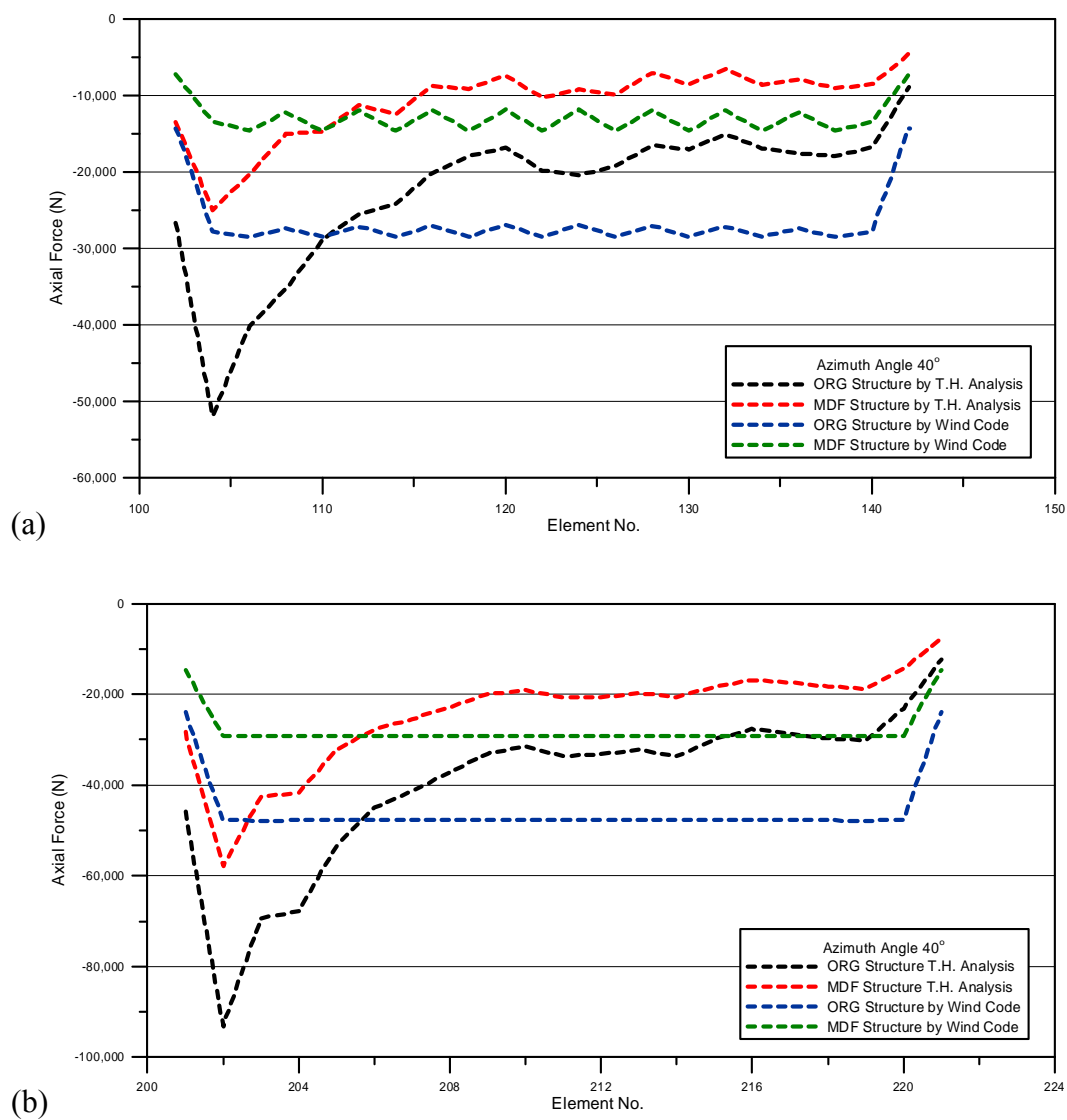 0
-10,000
-20,000
-30,000
-40,000
-50,000
-60,000
Axial Force (N)
Azimuth Angle 40°
ORG Structure by T.H. Analysis
MDF Structure by T.H. Analysis
ORG Structure by Wind Code
MDF Structure by Wind Code
100 110 120 130 140 150
Element No.
(a)
0
-20,000
-40,000
-60,000
-80,000
-100,000
Axial Force (N)
Azimuth Angle 40°
ORG Structure T.H. Analysis
MDF Structure T.H. Analysis
ORG Structure by Wind Code
MDF Structure by Wind Code
200 204 208 212 216 220 224
Element No.
(b)